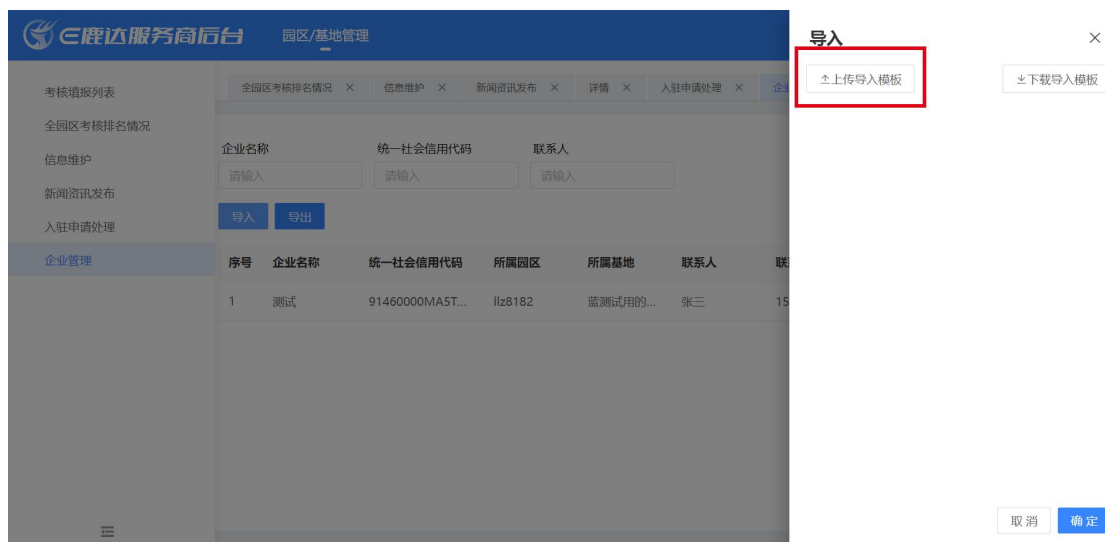 E鹿达服务商后台 园区/基地管理
导入
上传导入模板 下载导入模板
考核填报列表
全园区考核排名情况
信息维护
新闻资讯发布
入驻申请处理
企业管理
全园区考核排名情况 信息维护 新闻资讯发布 详情 入驻申请处理
企业名称 统一社会信用代码 联系人
请输入 请输入 请输入
导入 导出
序号 企业名称 统一社会信用代码 所属园区 所属基地 联系人 联
1 测试 91460000MA5T... llz8182 蓝测试用的... 张三 15
取消 确定